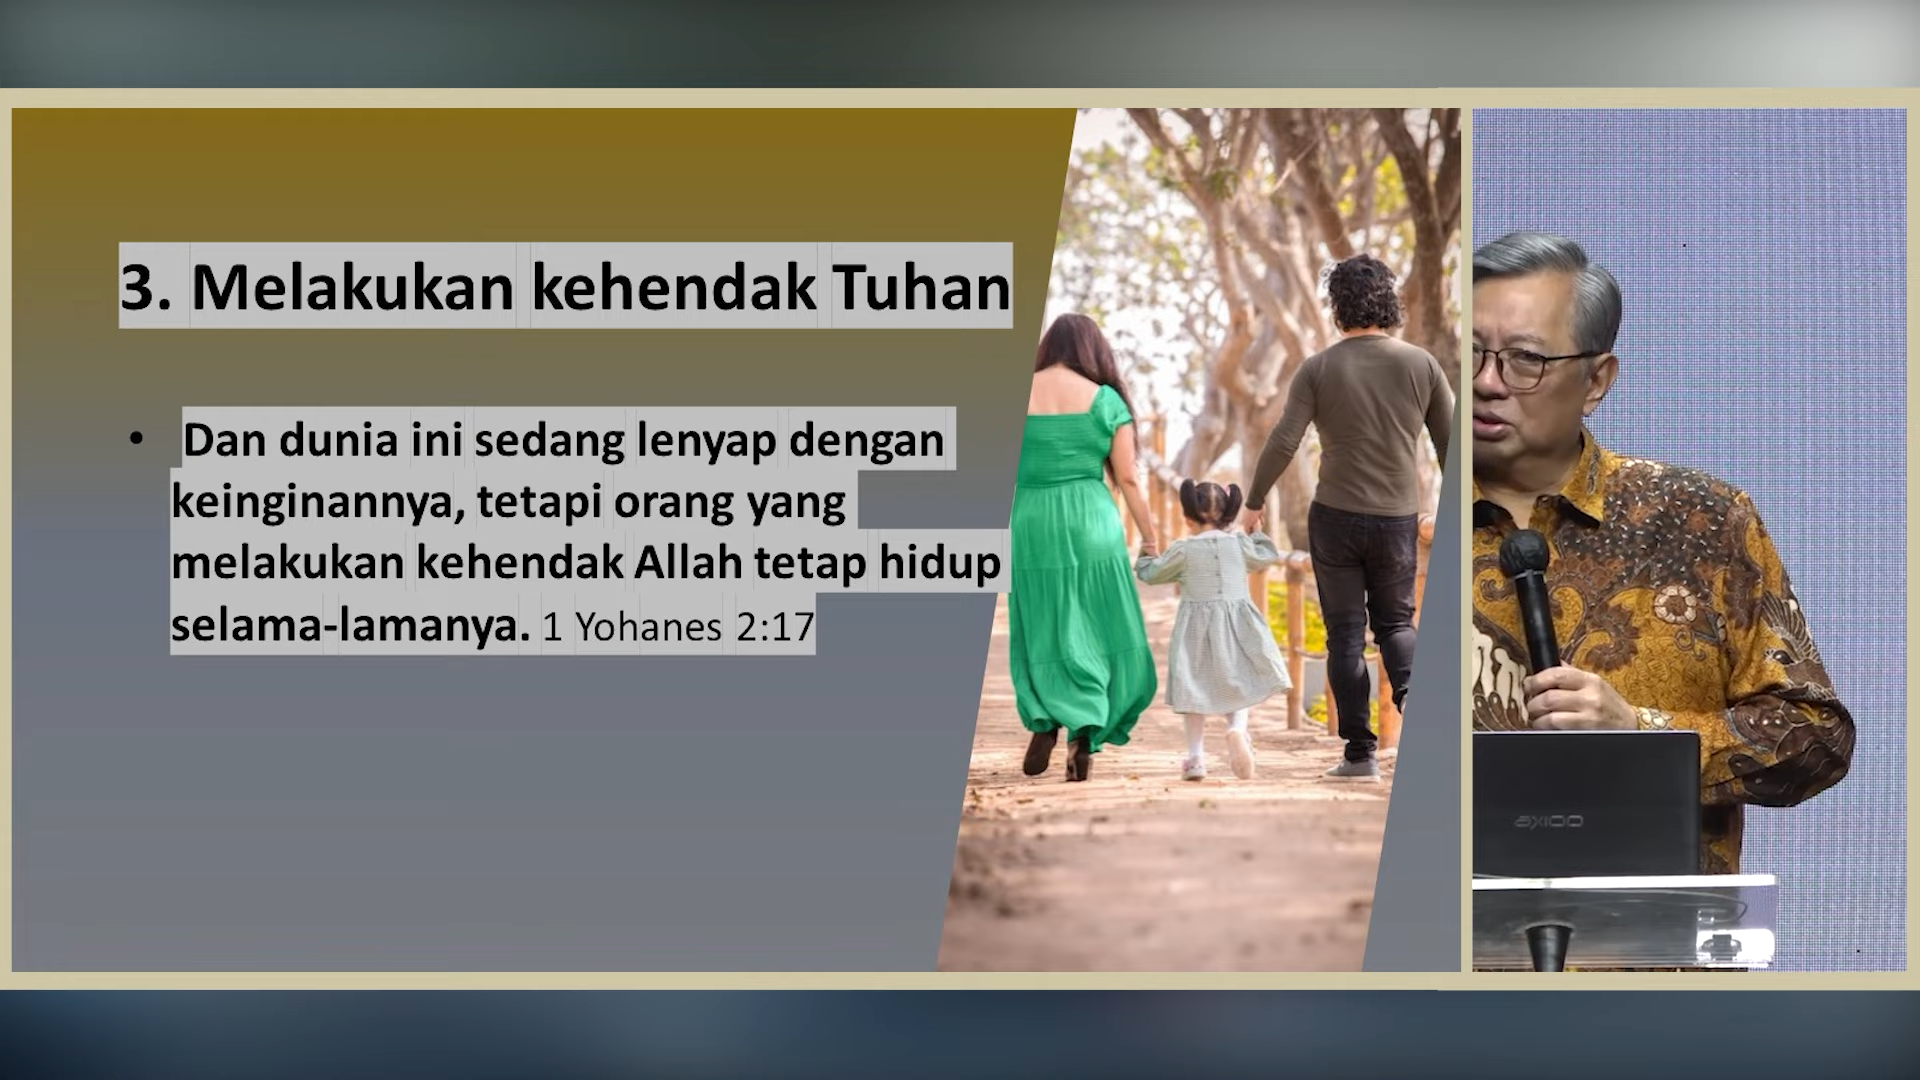 3. Melakukan kehendak Tuhan
• Dan dunia ini sedang lenyap dengan
keinginannya, tetapi orang yang
melakukan kehendak Allah tetap hidup
selama-lamanya. 1 Yohanes 2:17
AXIOO